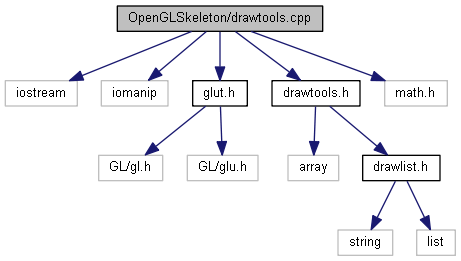 OpenGLSkeleton/drawtools.cpp
iostream
iomanip
glut.h
drawtools.h
math.h
GL/gl.h
GL/glu.h
array
drawlist.h
string
list